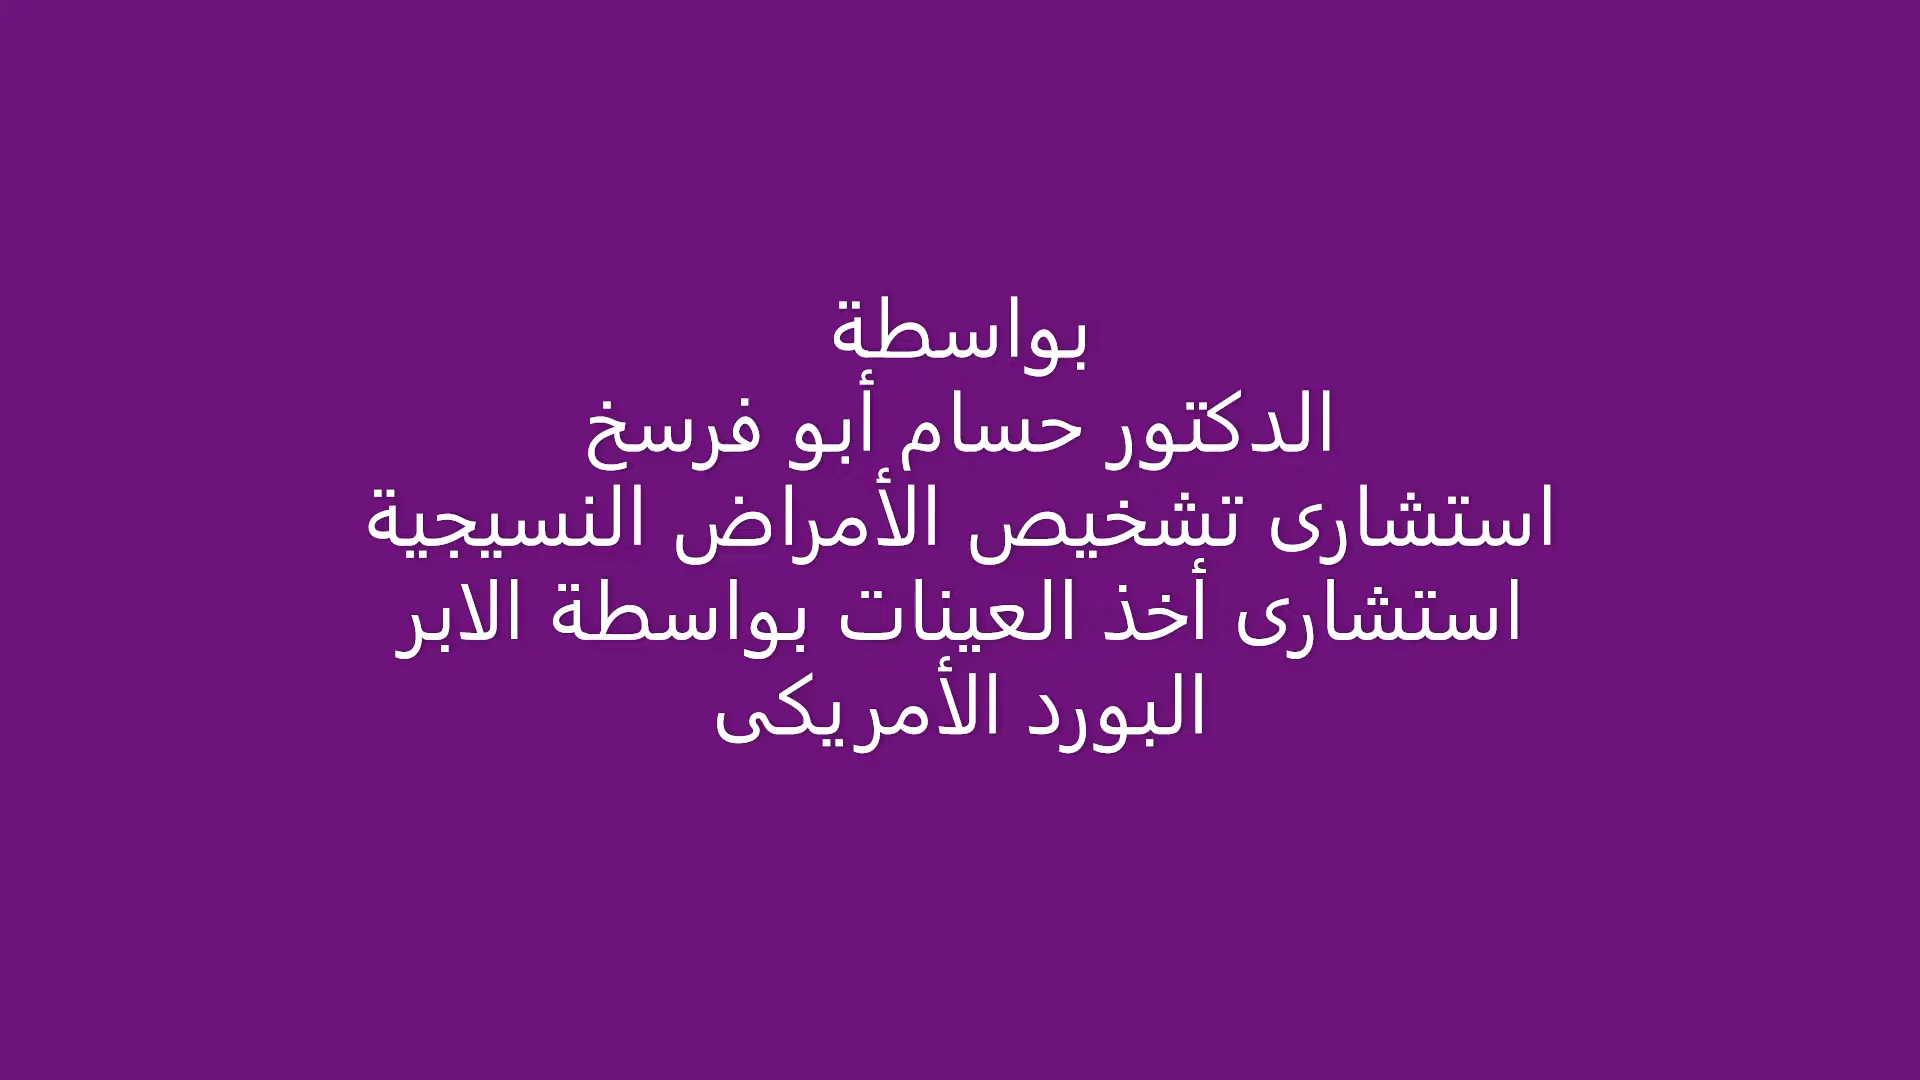 بواسطة
الدكتور حسام أبو فرسخ
استشارى تشخيص الأمراض النسيجية
استشارى أخذ العينات بواسطة الابر
البورد الأمريكى